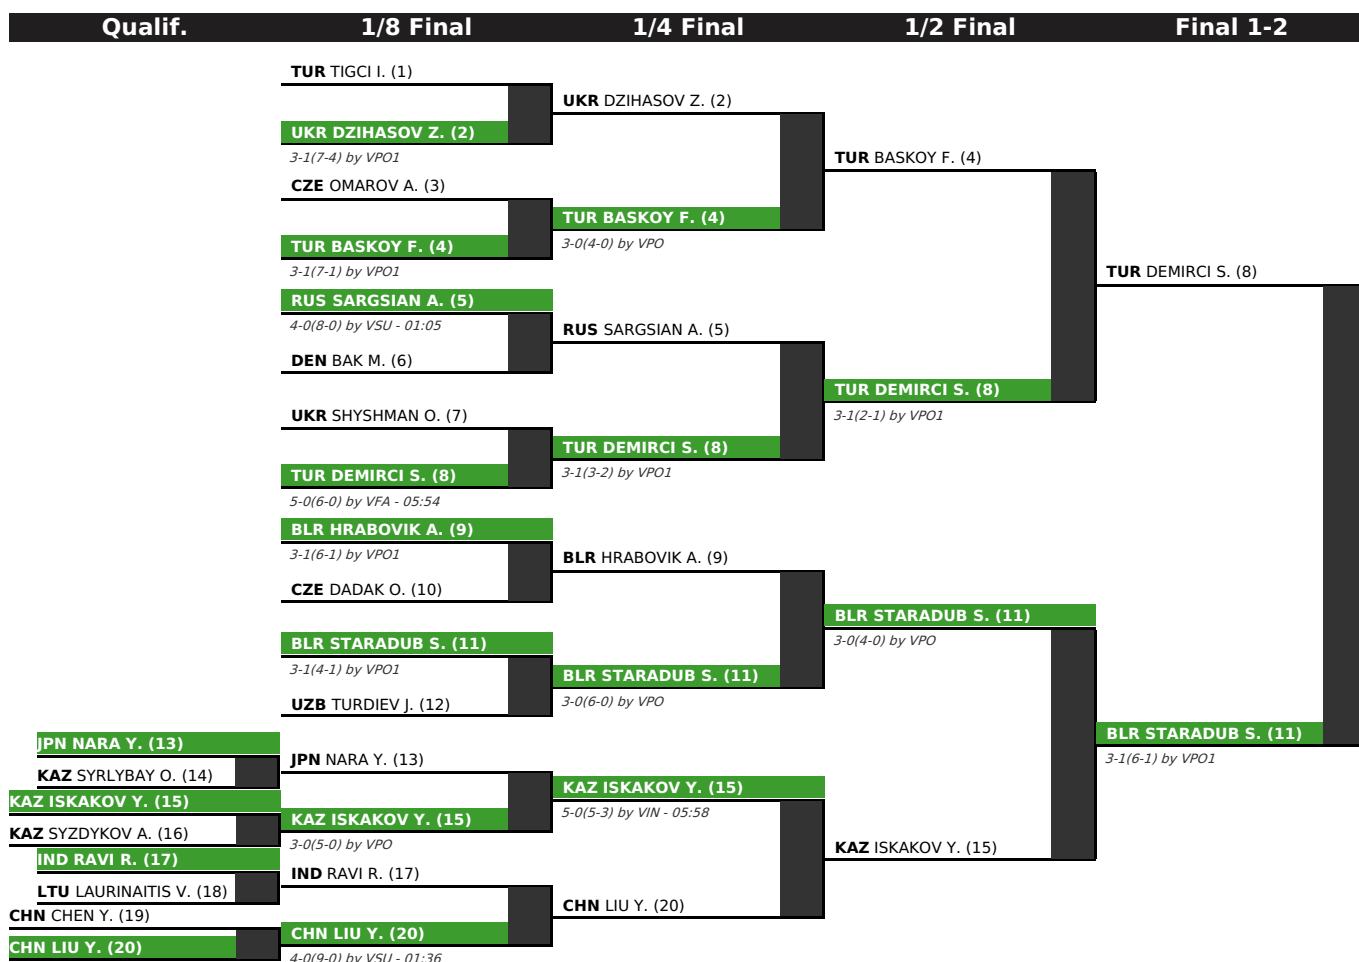 Qualif.
1/8 Final
1/4 Final
1/2 Final
Final 1-2
TUR TIGCI I. (1)
UKR DZIHASOV Z. (2)
3-1(7-4) by VPO1
CZE OMAROV A. (3)
TUR BASKOY F. (4)
3-1(7-1) by VPO1
RUS SARGSIAN A. (5)
4-0(8-0) by VSU - 01:05
DEN BAK M. (6)
UKR SHYSHMAN O. (7)
TUR DEMIRCI S. (8)
5-0(6-0) by VFA - 05:54
BLR HRABOVIK A. (9)
3-1(6-1) by VPO1
CZE DADAK O. (10)
BLR STARADUB S. (11)
3-1(4-1) by VPO1
UZB TURDIEV J. (12)
JPN NARA Y. (13)
KAZ SYRLYBAY O. (14)
KAZ ISKAKOV Y. (15)
KAZ SYZDYKOV A. (16)
IND RAVI R. (17)
LTU LAURINAITIS V. (18)
CHN CHEN Y. (19)
CHN LIU Y. (20)
JPN NARA Y. (13)
KAZ ISKAKOV Y. (15)
3-0(5-0) by VPO
IND RAVI R. (17)
CHN LIU Y. (20)
4-0(9-0) by VSU - 01:36
UKR DZIHASOV Z. (2)
TUR BASKOY F. (4)
3-0(4-0) by VPO
RUS SARGSIAN A. (5)
TUR DEMIRCI S. (8)
3-1(3-2) by VPO1
BLR HRABOVIK A. (9)
BLR STARADUB S. (11)
3-0(6-0) by VPO
KAZ ISKAKOV Y. (15)
5-0(5-3) by VIN - 05:58
CHN LIU Y. (20)
TUR BASKOY F. (4)
TUR DEMIRCI S. (8)
3-1(2-1) by VPO1
BLR STARADUB S. (11)
3-0(4-0) by VPO
KAZ ISKAKOV Y. (15)
TUR DEMIRCI S. (8)
BLR STARADUB S. (11)
3-1(6-1) by VPO1